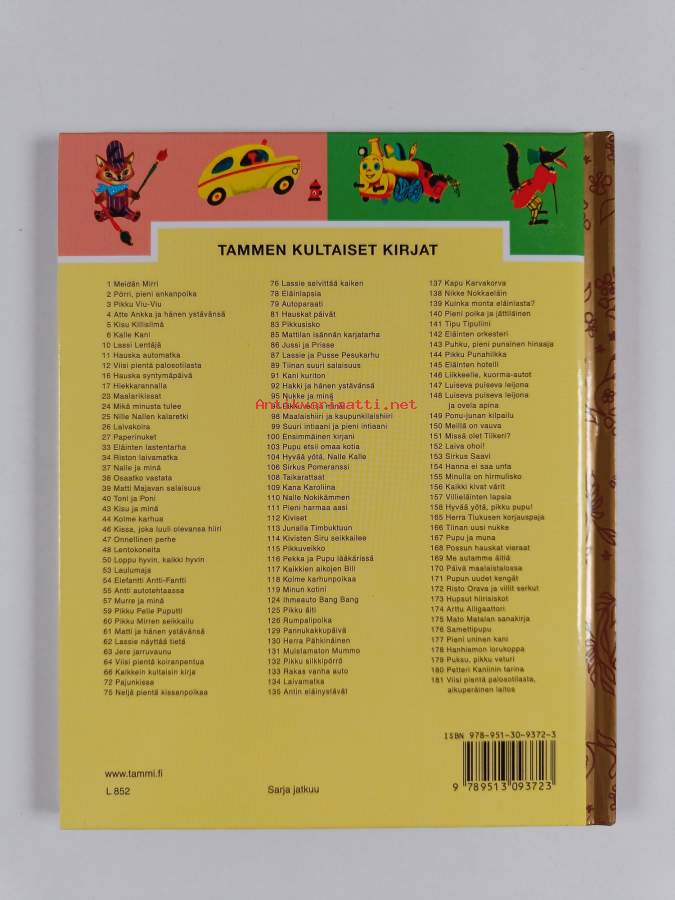 TAMMEN KULTAISET KIRJAT
1 Meidän Mirri
2 Pörri, pieni ankanpoika
3 Pikku Viu-Viu
4 Atte Ankka ja hänen ystävänsä
5 Kisu Killisilmä
6 Kalle Kani
10 Lassi Lentäjä
11 Hauska automatka
12 Viisi pientä palosotilasta
16 Hauska syntymäpäivä
17 Hiekkarannalla
23 Maalarikissat
24 Mikä minusta tulee
25 Nille Nallen kalaretki
26 Laivakoira
27 Paperinuket
33 Eläinten lastentarha
34 Riston laivamatka
37 Nalle ja minä
38 Osaatko vastata
39 Matti Majavan salaisuus
40 Toni ja Poni
43 Kisu ja minä
44 Kolme karhua
46 Kissa, joka luuli olevansa hiiri
47 Onnellinen perhe
48 Lentokoneita
50 Loppu hyvin, kaikki hyvin
53 Laulumaja
54 Elefantti Antti-Fantti
55 Antti autotehtaassa
57 Murre ja minä
59 Pikku Pelle Puputti
60 Pikku Mirren seikkailu
61 Matti ja hänen ystävänsä
62 Lassie näyttää tietä
63 Jere jarruvaunu
64 Viisi pientä koiranpentua
66 Kaikkein kultaisin kirja
72 Pajunkissa
75 Neljä pientä kissanpoikaa
76 Lassie selvittää kaiken
78 Eläinlapsia
79 Autoparaati
81 Hauskat päivät
83 Pikkusisko
85 Mattilan isännän karjatarha
86 Jussi ja Prisse
87 Lassie ja Pusse Pesukarhu
89 Tiinan suuri salaisuus
91 Kani kuriton
92 Hakki ja hänen ystävänsä
95 Nukke ja minä
Antikvariaatti.net
98 Maalaishiiri ja kaupunkilaishiiri
99 Suuri intiaani ja pieni intiaani
100 Ensimmäinen kirjani
103 Pupu etsii omaa kotia
104 Hyvää yötä, Nalle Kalle
106 Sirkus Pomeranssi
108 Taikarattaat
109 Kana Karoliina
110 Nalle Nokikämmen
111 Pieni harmaa aasi
112 Kiviset
113 Junalla Timbuktuun
114 Kivisten Siru seikkailee
115 Pikkuveikko
116 Pekka ja Pupu lääkärissä
117 Kaikkien aikojen Bill
118 Kolme karhunpoikaa
119 Minun kotini
124 Ihmeauto Bang Bang
125 Pikku äiti
126 Rumpalipoika
129 Pannukakkupäivä
130 Herra Pähkinäinen
131 Muistamaton Mummo
132 Pikku silkkipörrö
133 Rakas vanha auto
134 Laivamatka
135 Antin eläinystävät
137 Kapu Karvakorva
138 Nikke Nokkaeläin
139 Kuinka monta eläinlasta?
140 Pieni poika ja jättiläinen
141 Tipu Tipuliini
142 Eläinten orkesteri
143 Puhku, pieni punainen hinaaja
144 Pikku Punahilkka
145 Eläinten hotelli
146 Liikkeelle, kuorma-autot
147 Luiseva puiseva leijona
148 Luiseva puiseva leijona
ja ovela apina
149 Ponu-junan kilpailu
150 Meillä on vauva
151 Missä olet Tiikeri?
152 Laiva ohoi!
153 Sirkus Saavi
154 Hanna ei saa unta
155 Minulla on hirmulisko
156 Kaikki kivat värit
157 Villieläinten lapsia
158 Hyvää yötä, pikku pupu!
165 Herra Tiukusen korjauspaja
166 Tiinan uusi nukke
167 Pupu ja muna
168 Possun hauskat vieraat
169 Me autamme äitiä
170 Päivä maalaistalossa
171 Pupun uudet kengät
172 Risto Orava ja villit serkut
173 Hupsut hiirisiskot
174 Arttu Alligaattori
175 Mato Matalan sanakirja
176 Samettipupu
177 Pieni uninen kani
178 Hanhiemon lorukoppa
179 Puksu, pikku veturi
180 Petteri Kaniinin tarina
181 Viisi pientä palosotilasta,
alkuperäinen laitos
ISBN 978-951-30-9372-3
9 789513 093723
www.tammi.fi
L 852
Sarja jatkuu